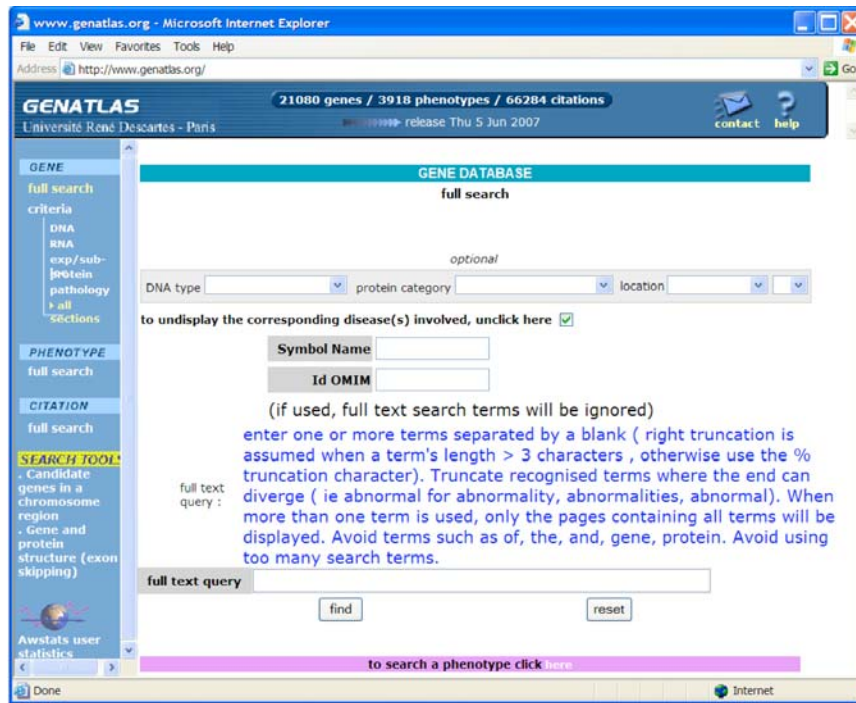 www.genatlas.org - Microsoft Internet Explorer
File Edit View Favorites Tools Help
Address http://www.genatlas.org/ Go
GENATLAS
Université René Descartes - Paris
21080 genes / 3918 phenotypes / 66284 citations
release Thu 5 Jun 2007
contact help
GENE
full search
criteria
DNA
RNA
exp/sub-
protein
pathology
all
sections
PHENOTYPE
full search
CITATION
full search
SEARCH TOOL
. Candidate
genes in a
chromosome
region
. Gene and
protein
structure (exon
skipping)
Awstats user
statistics
GENE DATABASE
full search
optional
DNA type protein category location
to undisplay the corresponding disease(s) involved, unclick here
Symbol Name
Id OMIM
(if used, full text search terms will be ignored)
full text
query :
enter one or more terms separated by a blank ( right truncation is
assumed when a term's length > 3 characters , otherwise use the %
truncation character). Truncate recognised terms where the end can
diverge ( ie abnormal for abnormality, abnormalities, abnormal). When
more than one term is used, only the pages containing all terms will be
displayed. Avoid terms such as of, the, and, gene, protein. Avoid using
too many search terms.
full text query
find reset
to search a phenotype click here
Done Internet